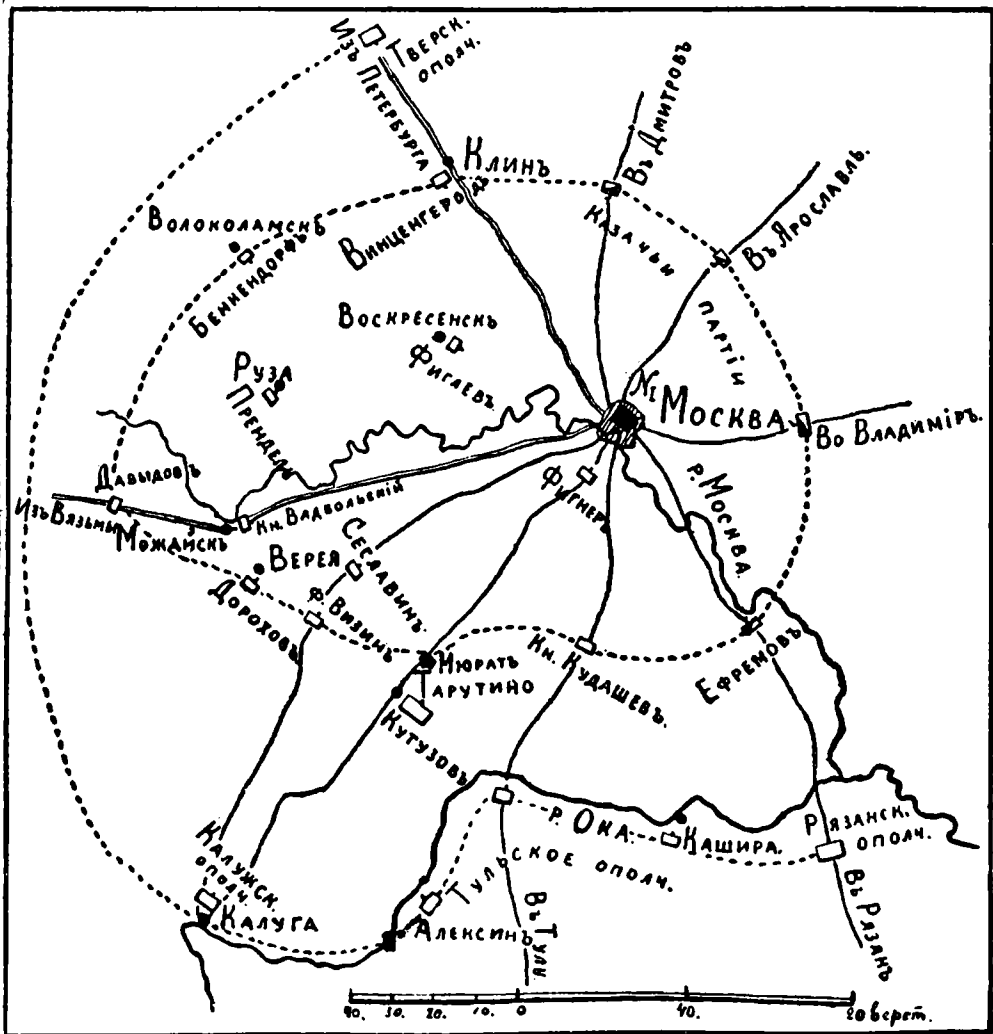 Тверск.
ополч.
Изъ Петербурга
Клинъ
Въ Дмитровъ
Въ Ярославль.
Казачьи
партіи
Волоколамскъ
Бенкендорфъ
Винценгероде
Воскресенскъ
Фиглевъ
Руза
Прендель
N I
Москва
Во Владиміръ.
Давыдовъ
Изъ Вязьмы
Можайскъ
Кн. Вадбольскій
Фигнеръ
р. Москва
Верея
Дороховъ
Сеславинъ
ф. Визинъ
Мюратъ
Тарутино
Кутузовъ
Кн. Кудашевъ.
Ефремовъ
р. Ока
Кашира.
Рязанск.
ополч.
Тульское ополч.
Калужск.
ополч.
Калуга
Алексинъ
Въ Тулу.
Въ Рязань
40. 30. 20. 10. 0 40.
верст.